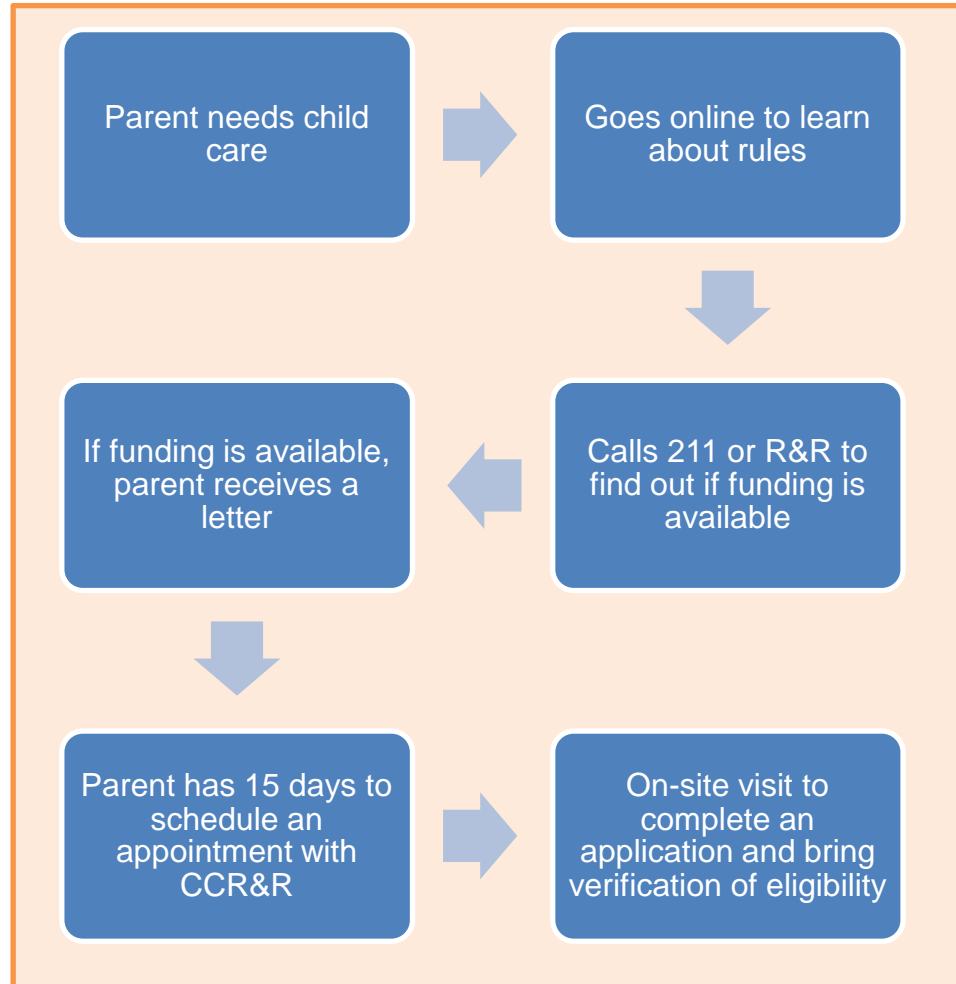 Parent needs child
care
Goes online to learn
about rules
Calls 211 or R&R to
find out if funding is
available
If funding is available,
parent receives a
letter
Parent has 15 days to
schedule an
appointment with
CCR&R
On-site visit to
complete an
application and bring
verification of eligibility